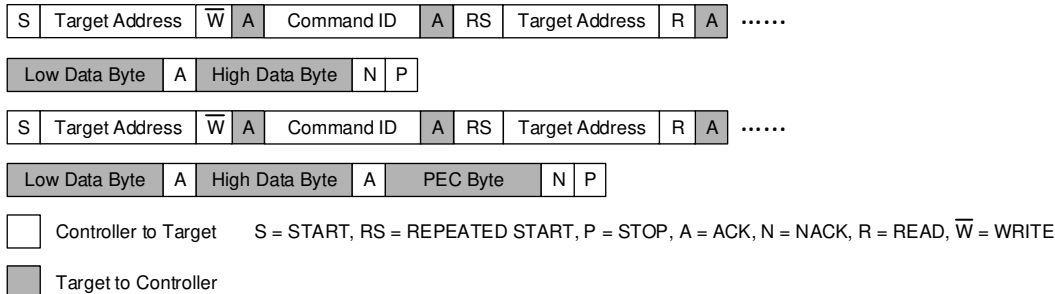 S Target Address W̅ A Command ID A RS Target Address R A ......
Low Data Byte A High Data Byte N P
S Target Address W̅ A Command ID A RS Target Address R A ......
Low Data Byte A High Data Byte A PEC Byte N P
Controller to Target S = START, RS = REPEATED START, P = STOP, A = ACK, N = NACK, R = READ, W̅ = WRITE
Target to Controller